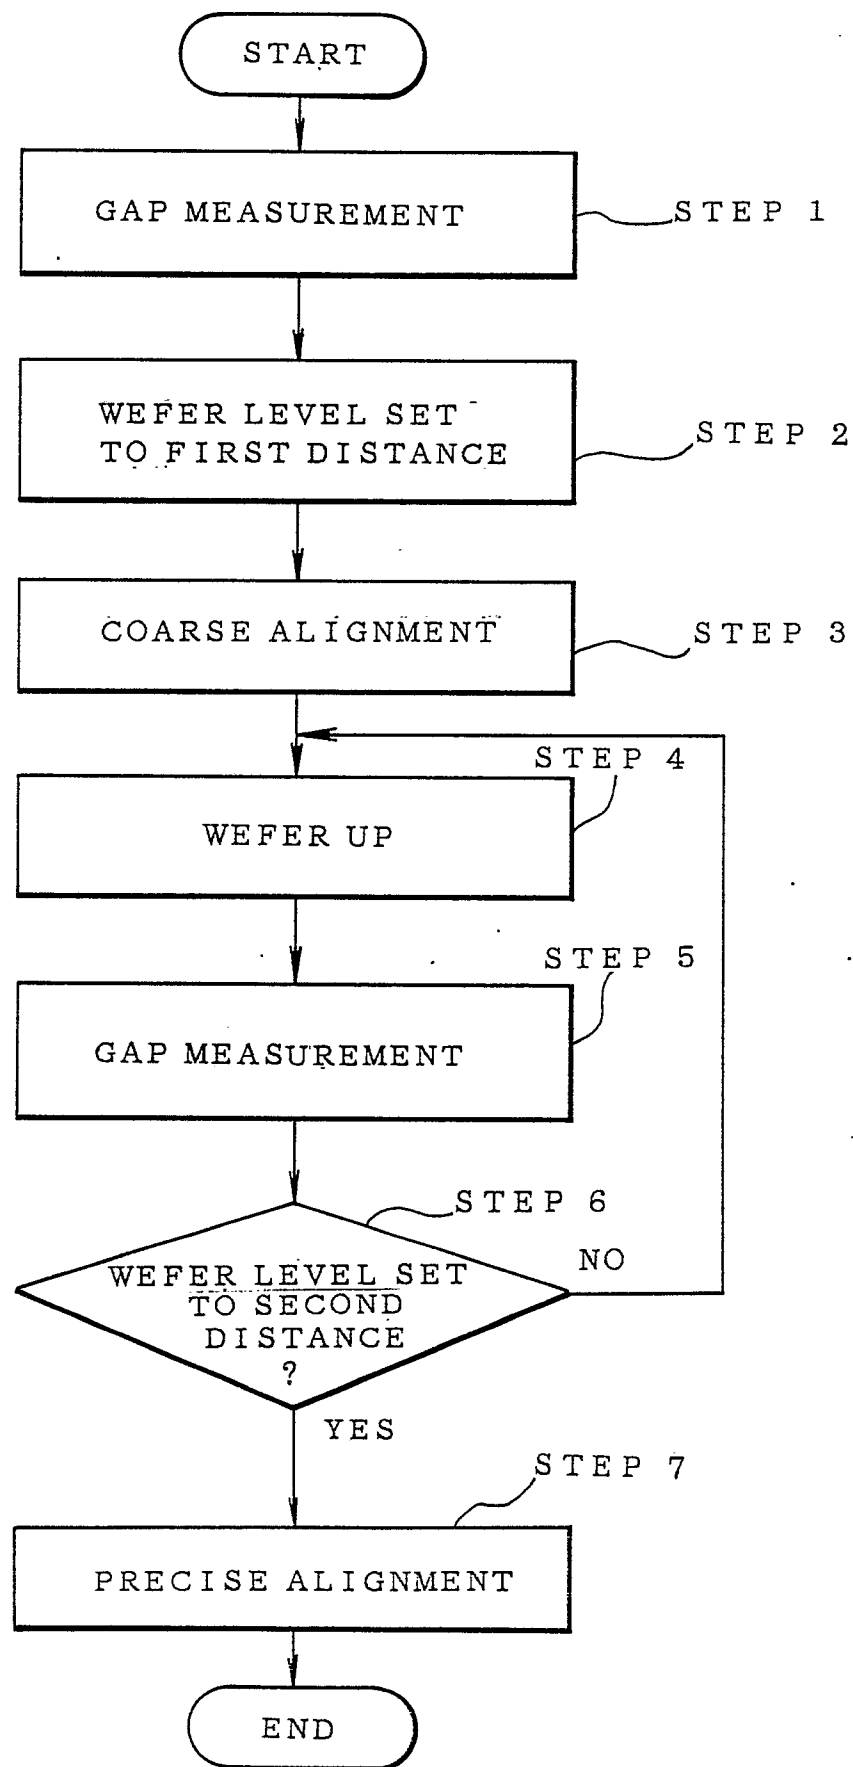 START
GAP MEASUREMENT
STEP 1
WEFER LEVEL SET
TO FIRST DISTANCE
STEP 2
COARSE ALIGNMENT
STEP 3
STEP 4
WEFER UP
STEP 5
GAP MEASUREMENT
STEP 6
NO
WEFER LEVEL SET
TO SECOND
DISTANCE
?
YES
STEP 7
PRECISE ALIGNMENT
END